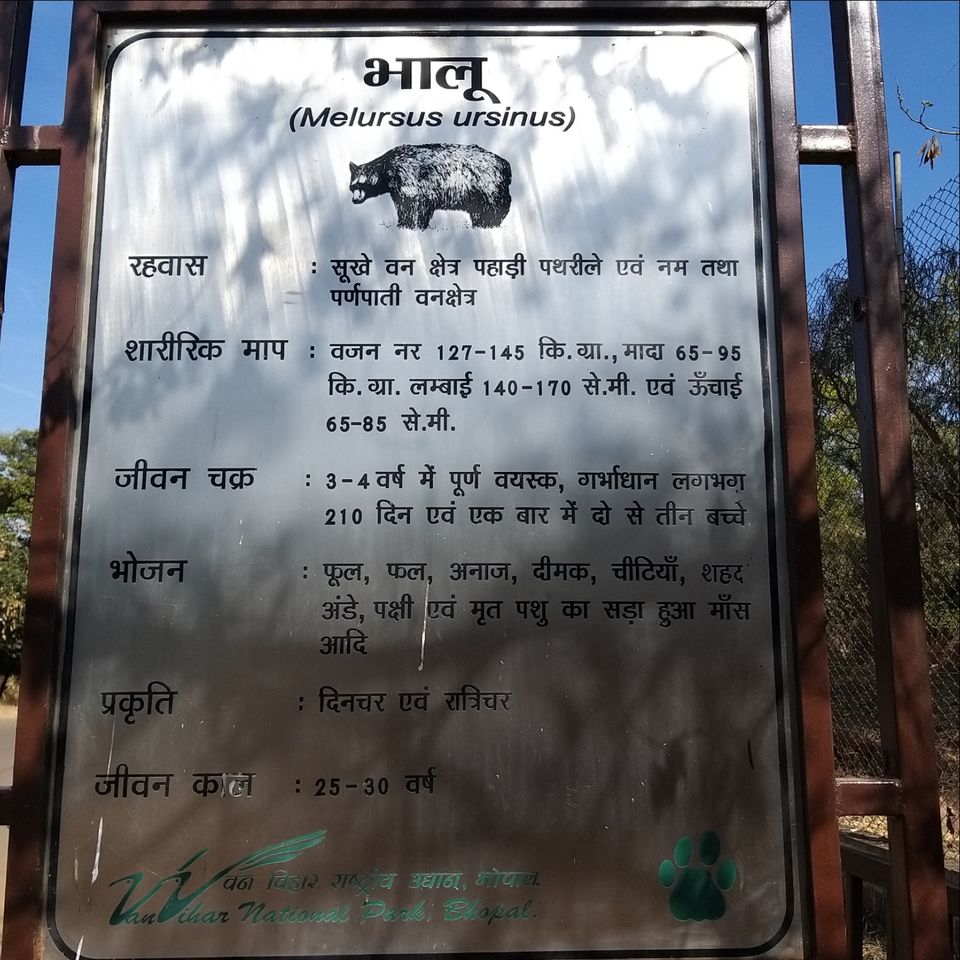 भालू
(Melursus ursinus)
रहवास : सूखे वन क्षेत्र पहाड़ी पथरीले एवं नम तथा
पर्णपाती वनक्षेत्र
शारीरिक माप : वजन नर 127-145 कि.ग्रा., मादा 65-95
कि.ग्रा. लम्बाई 140-170 से.मी. एवं ऊँचाई
65-85 से.मी.
जीवन चक्र : 3-4 वर्ष में पूर्ण वयस्क, गर्भाधान लगभग
210 दिन एवं एक बार में दो से तीन बच्चे
भोजन : फूल, फल, अनाज, दीमक, चीटियाँ, शहद
अंडे, पक्षी एवं मृत पशु का सड़ा हुआ माँस
आदि
प्रकृति : दिनचर एवं रात्रिचर
जीवन काल : 25-30 वर्ष
वन विहार राष्ट्रीय उद्यान, भोपाल.
Van Vihar National Park. Bhopal.